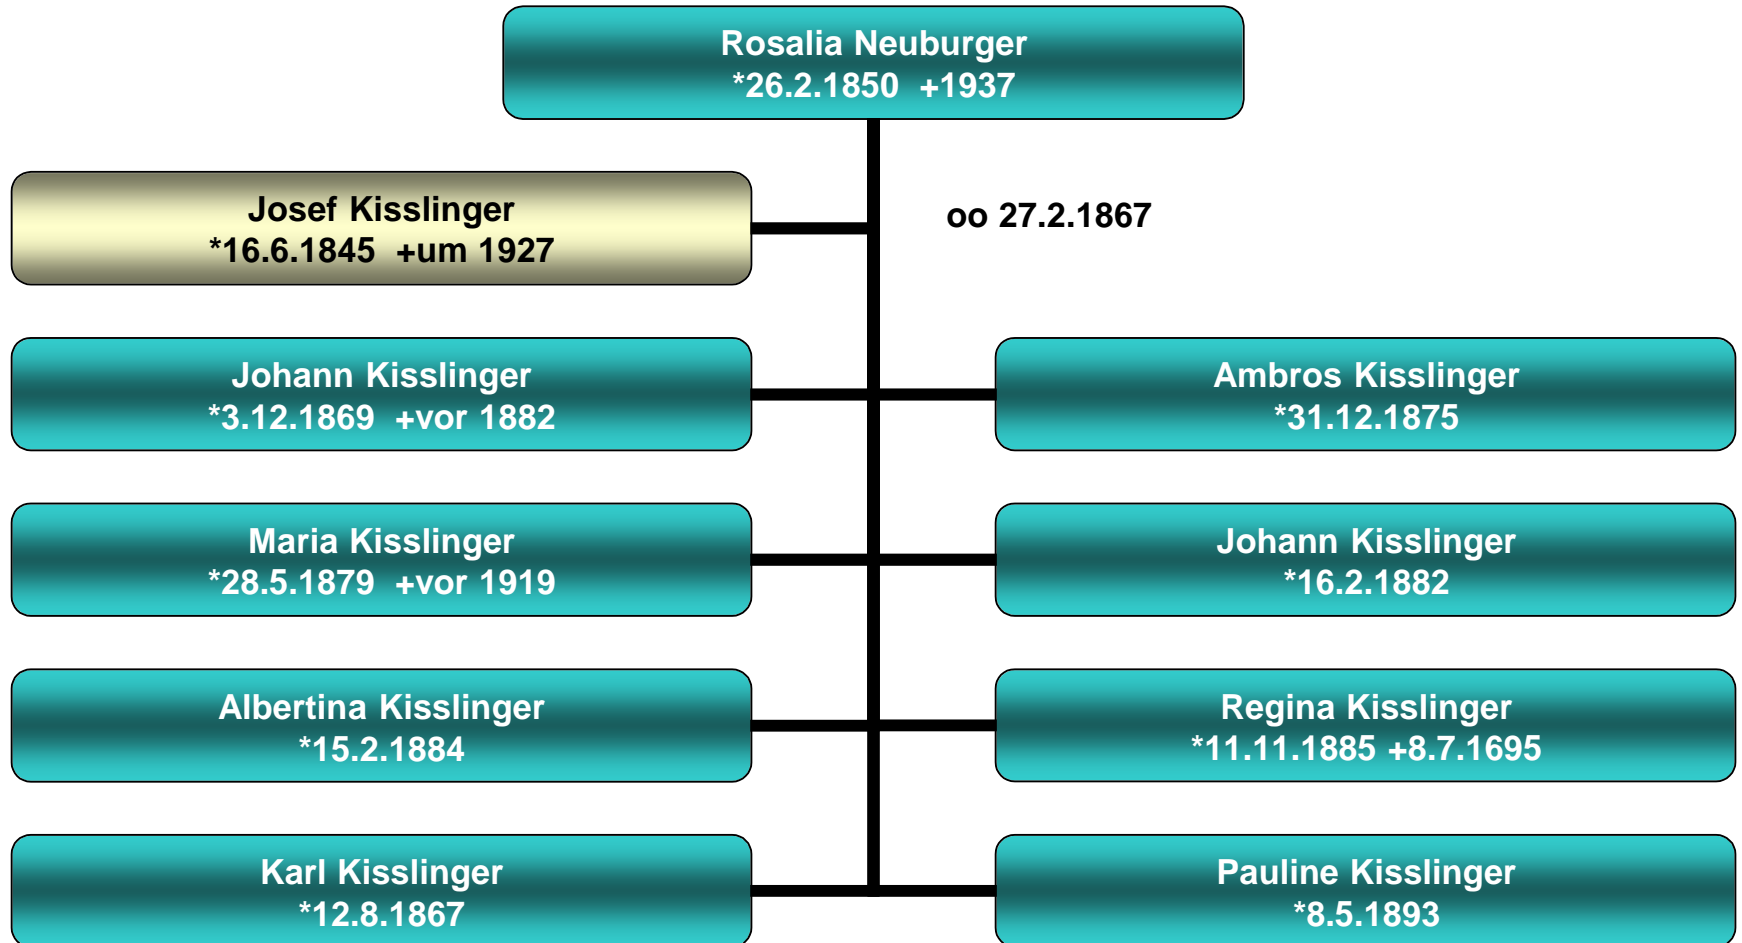 Rosalia Neuburger
*26.2.1850 +1937
Josef Kisslinger
*16.6.1845 +um 1927
oo 27.2.1867
Johann Kisslinger
*3.12.1869 +vor 1882
Ambros Kisslinger
*31.12.1875
Maria Kisslinger
*28.5.1879 +vor 1919
Johann Kisslinger
*16.2.1882
Albertina Kisslinger
*15.2.1884
Regina Kisslinger
*11.11.1885 +8.7.1695
Karl Kisslinger
*12.8.1867
Pauline Kisslinger
*8.5.1893